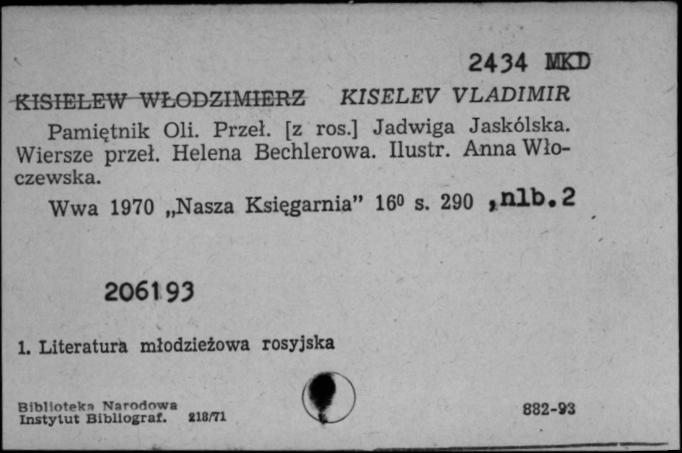 2434 MKD
KISIELEW WŁODZIMIERZ KISELEV VLADIMIR
Pamiętnik Oli. Przeł. [z ros.] Jadwiga Jaskólska.
Wiersze przeł. Helena Bechlerowa. Ilustr. Anna Wło-
czewska.
Wwa 1970 „Nasza Księgarnia” 16⁰ s. 290 ,nlb.2
206193
1. Literatura młodzieżowa rosyjska
Biblioteka Narodowa
Instytut Bibliograf. 218/71
882-93